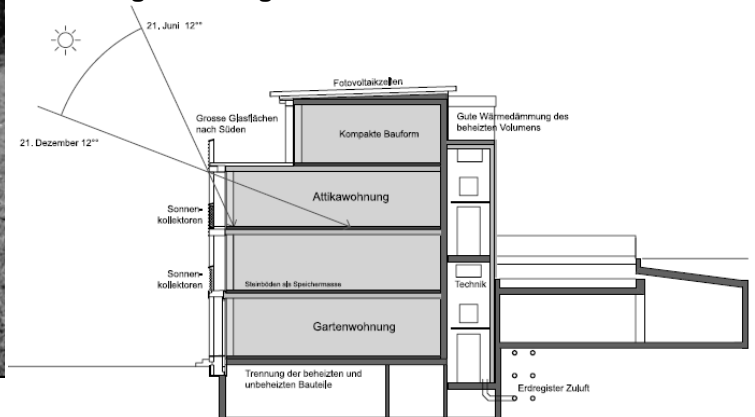 21. Juni 12°°
Fotovoltaikzellen
Grosse Glasflächen
nach Süden
Gute Wärmedämmung des
beheizten Volumens
Kompakte Bauform
21. Dezember 12°°
Attikawohnung
Sonnen-
kollektoren
Sonnen-
kollektoren
Steinböden als Speichermasse
Technik
Gartenwohnung
Trennung der beheizten und
unbeheizten Bauteile
Erdregister Zuluft